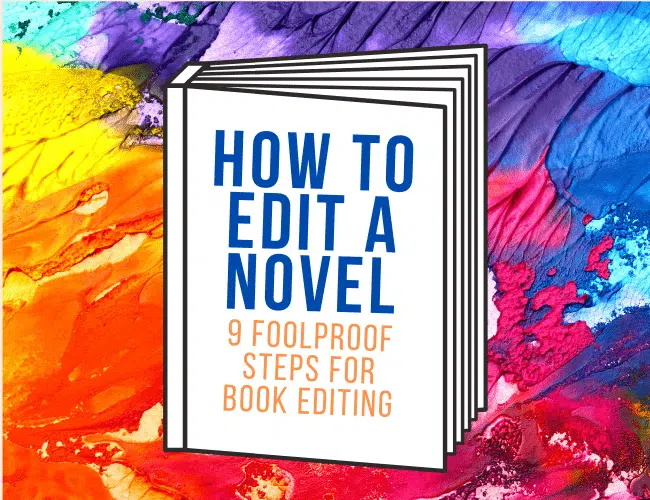 HOW TO
EDIT A
NOVEL
9 FOOLPROOF
STEPS FOR
BOOK EDITING